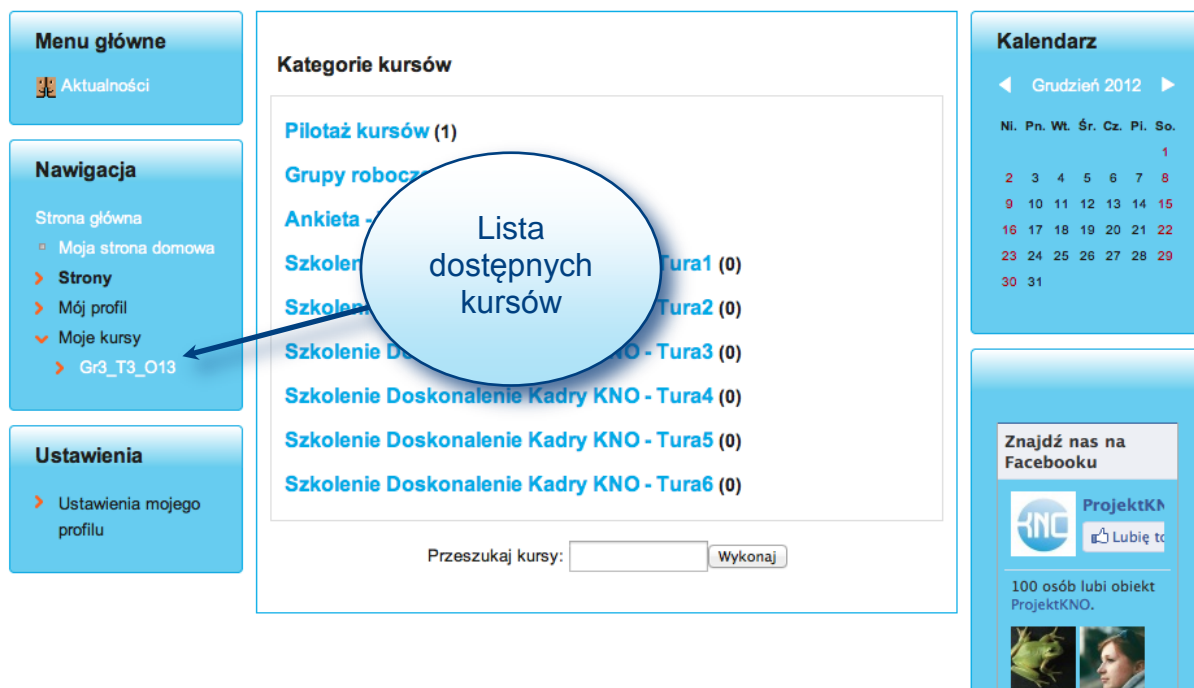 Menu główne
Aktualności
Nawigacja
Strona główna
Moja strona domowa
Strony
Mój profil
Moje kursy
Gr3_T3_O13
Ustawienia
Ustawienia mojego
profilu
Kategorie kursów
Pilotaż kursów (1)
Grupy robocze
Ankieta -
Tura1 (0)
Tura2 (0)
Szkolenie KNO - Tura3 (0)
Szkolenie Doskonalenie Kadry KNO - Tura4 (0)
Szkolenie Doskonalenie Kadry KNO - Tura5 (0)
Szkolenie Doskonalenie Kadry KNO - Tura6 (0)
Przeszukaj kursy:
Wykonaj
Lista
dostępnych
kursów
Kalendarz
Grudzień 2012
Ni. Pn. Wt. Śr. Cz. Pi. So.
1
2 3 4 5 6 7 8
9 10 11 12 13 14 15
16 17 18 19 20 21 22
23 24 25 26 27 28 29
30 31
Znajdź nas na
Facebooku
KNO
ProjektKN
Lubię to
100 osób lubi obiekt
ProjektKNO.